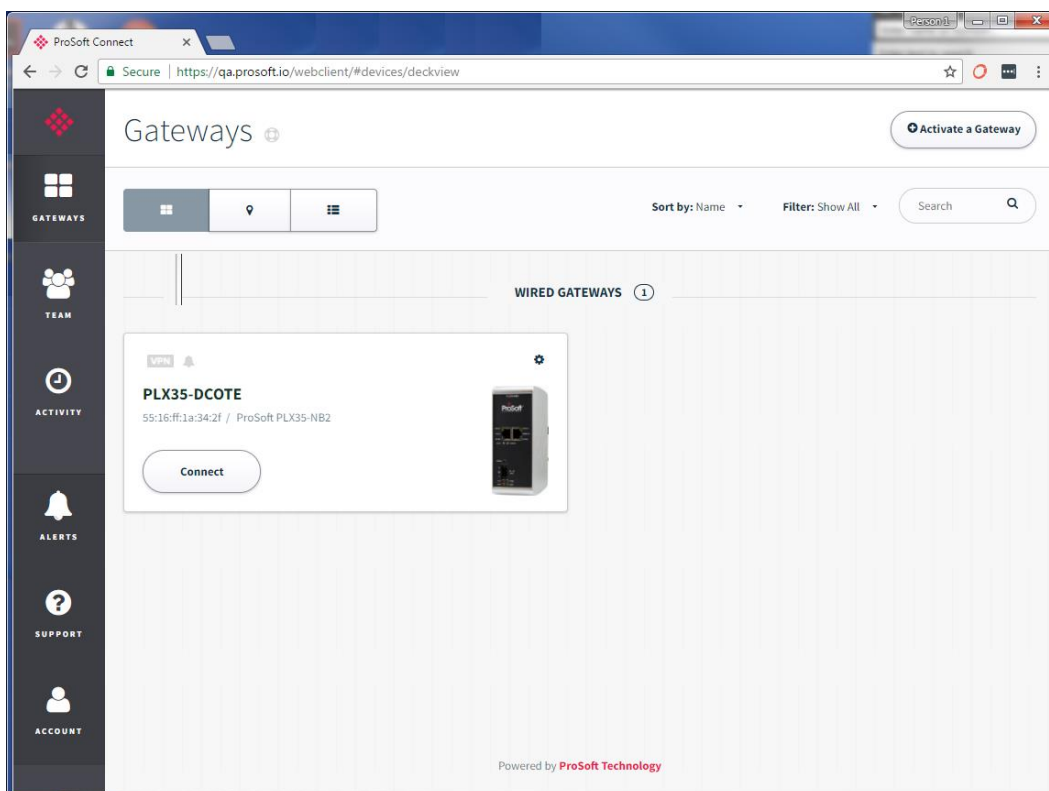 Person 1
ProSoft Connect
Secure | https://qa.prosoft.io/webclient/#devices/deckview
Gateways
Activate a Gateway
GATEWAYS
Sort by: Name
Filter: Show All
Search
TEAM
WIRED GATEWAYS 1
VPN
PLX35-DCOTE
55:16:ff:1a:34:2f / ProSoft PLX35-NB2
ProSoft
Connect
ACTIVITY
ALERTS
SUPPORT
ACCOUNT
Powered by ProSoft Technology